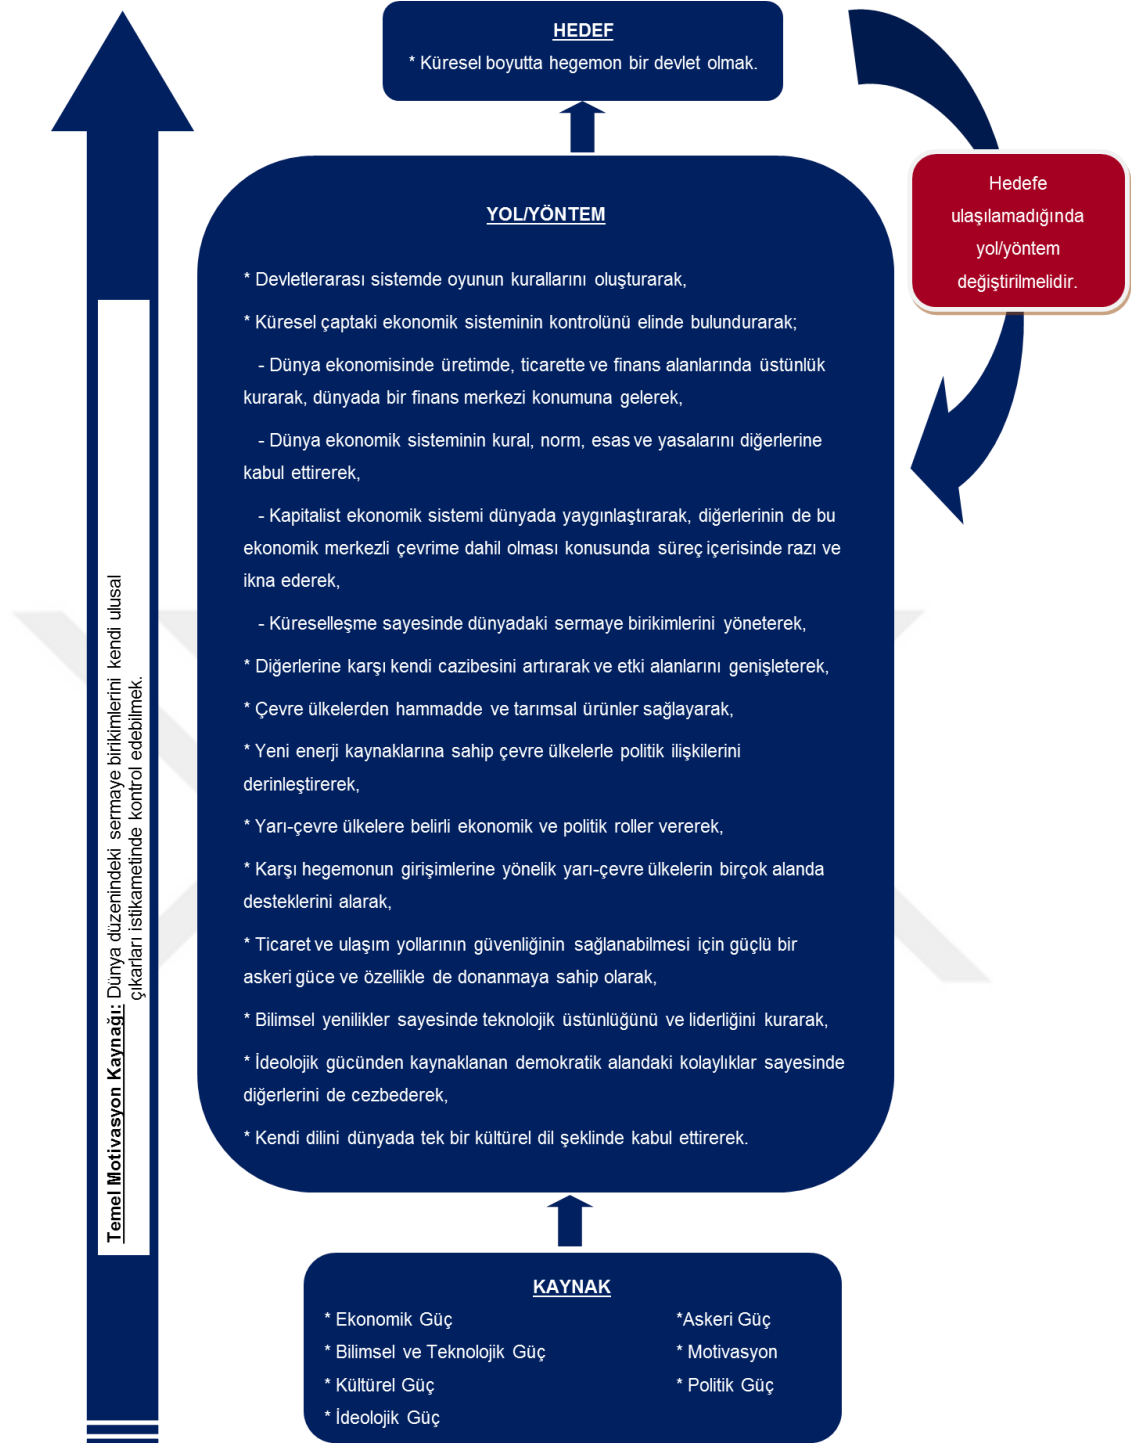 HEDEF
* Küresel boyutta hegemon bir devlet olmak.
Hedefe
ulaşılamadığında
yol/yöntem
değiştirilmelidir.
YOL/YÖNTEM
* Devletlerarası sistemde oyunun kurallarını oluşturarak,
* Küresel çaptaki ekonomik sisteminin kontrolünü elinde bulundurarak;
- Dünya ekonomisinde üretimde, ticarette ve finans alanlarında üstünlük
kurarak, dünyada bir finans merkezi konumuna gelerek,
- Dünya ekonomik sisteminin kural, norm, esas ve yasalarını diğerlerine
kabul ettirerek,
- Kapitalist ekonomik sistemi dünyada yaygınlaştırarak, diğerlerinin de bu
ekonomik merkezli çevrime dahil olması konusunda süreç içerisinde razı ve
ikna ederek,
- Küreselleşme sayesinde dünyadaki sermaye birikimlerini yöneterek,
* Diğerlerine karşı kendi cazibesini artırarak ve etki alanlarını genişleterek,
* Çevre ülkelerden hammadde ve tarımsal ürünler sağlayarak,
* Yeni enerji kaynaklarına sahip çevre ülkelerle politik ilişkilerini
derinleştirerek,
* Yarı-çevre ülkelere belirli ekonomik ve politik roller vererek,
* Karşı hegemonun girişimlerine yönelik yarı-çevre ülkelerin birçok alanda
desteklerini alarak,
* Ticaret ve ulaşım yollarının güvenliğinin sağlanabilmesi için güçlü bir
askeri güce ve özellikle de donanmaya sahip olarak,
* Bilimsel yenilikler sayesinde teknolojik üstünlüğünü ve liderliğini kurarak,
* İdeolojik gücünden kaynaklanan demokratik alandaki kolaylıklar sayesinde
diğerlerini de cezbederek,
* Kendi dilini dünyada tek bir kültürel dil şeklinde kabul ettirerek.
Temel Motivasyon Kaynağı: Dünya düzenindeki sermaye birikimlerini kendi ulusal
çıkarları istikametinde kontrol edebilmek.
KAYNAK
* Ekonomik Güç
* Bilimsel ve Teknolojik Güç
* Kültürel Güç
* İdeolojik Güç
*Askeri Güç
* Motivasyon
* Politik Güç